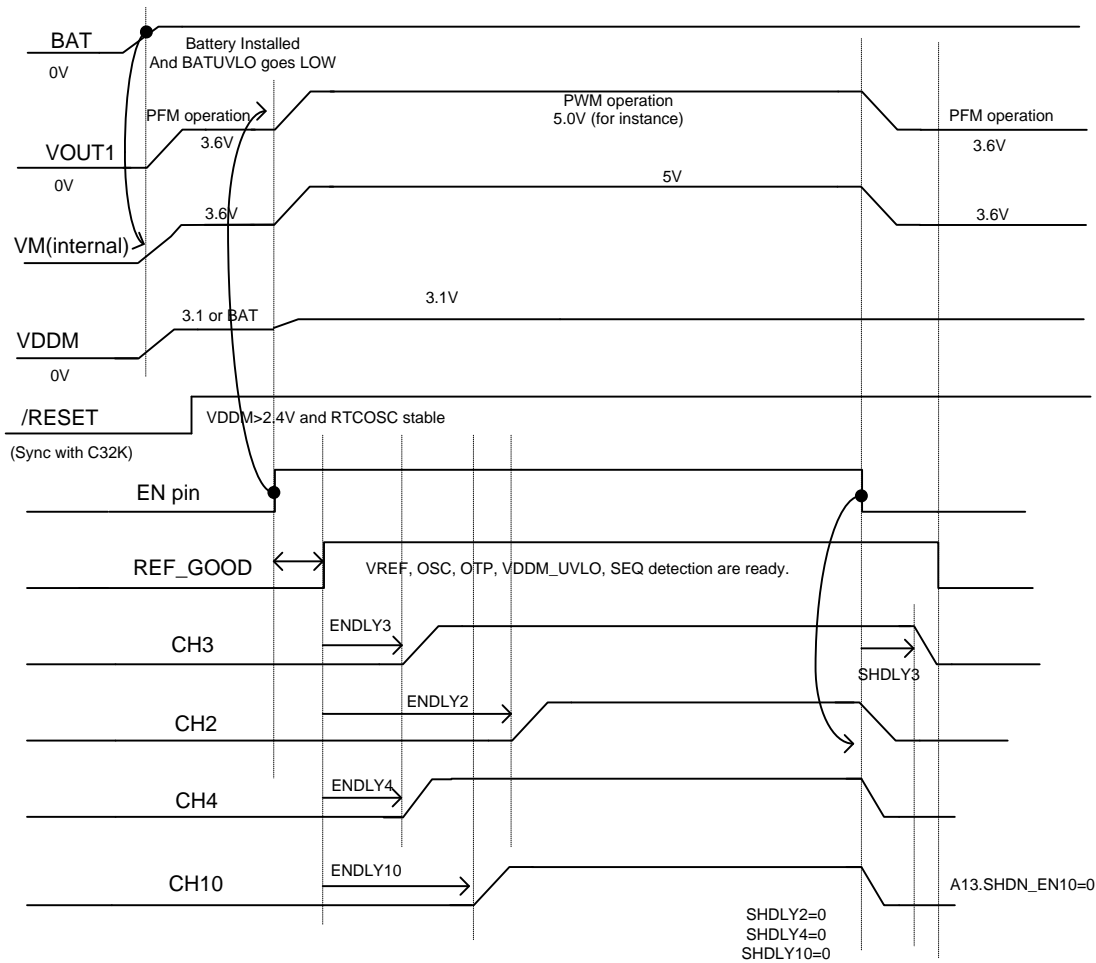 BAT
0V
Battery Installed
And BATUVLO goes LOW
VOUT1
0V
PFM operation
3.6V
PWM operation
5.0V (for instance)
PFM operation
3.6V
VM(internal)
3.6V
5V
3.6V
VDDM
0V
3.1 or BAT
3.1V
/RESET
(Sync with C32K)
VDDM>2.4V and RTCOSC stable
EN pin
REF_GOOD
VREF, OSC, OTP, VDDM_UVLO, SEQ detection are ready.
CH3
ENDLY3
SHDLY3
CH2
ENDLY2
CH4
ENDLY4
CH10
ENDLY10
A13.SHDN_EN10=0
SHDLY2=0
SHDLY4=0
SHDLY10=0